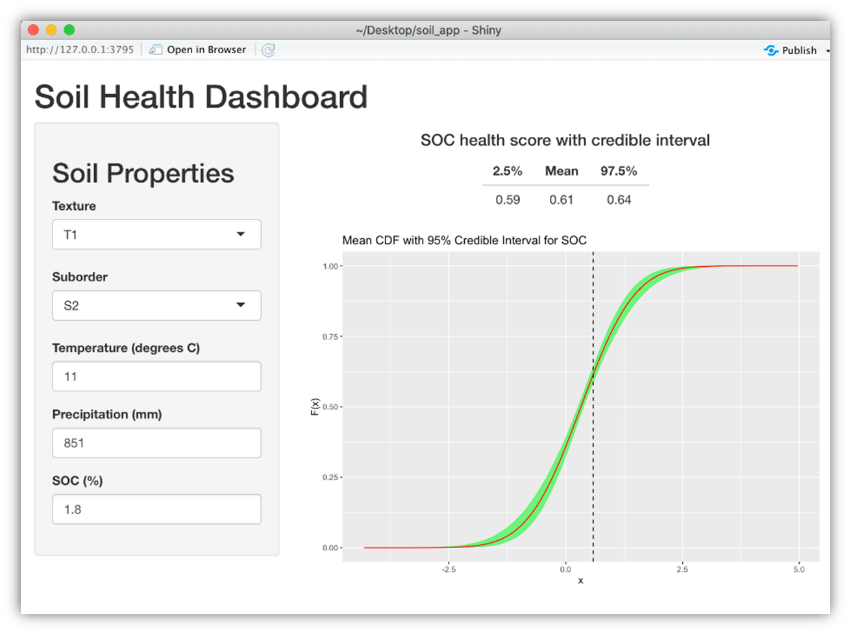 ~/Desktop/soil_app - Shiny
http://127.0.0.1:3795 Open in Browser Publish
Soil Health Dashboard
Soil Properties
Texture
T1
Suborder
S2
Temperature (degrees C)
11
Precipitation (mm)
851
SOC (%)
1.8
SOC health score with credible interval
2.5% Mean 97.5%
0.59 0.61 0.64
Mean CDF with 95% Credible Interval for SOC
1.00
0.75
0.50
0.25
0.00
F(x)
-2.5 0.0 2.5 5.0
x